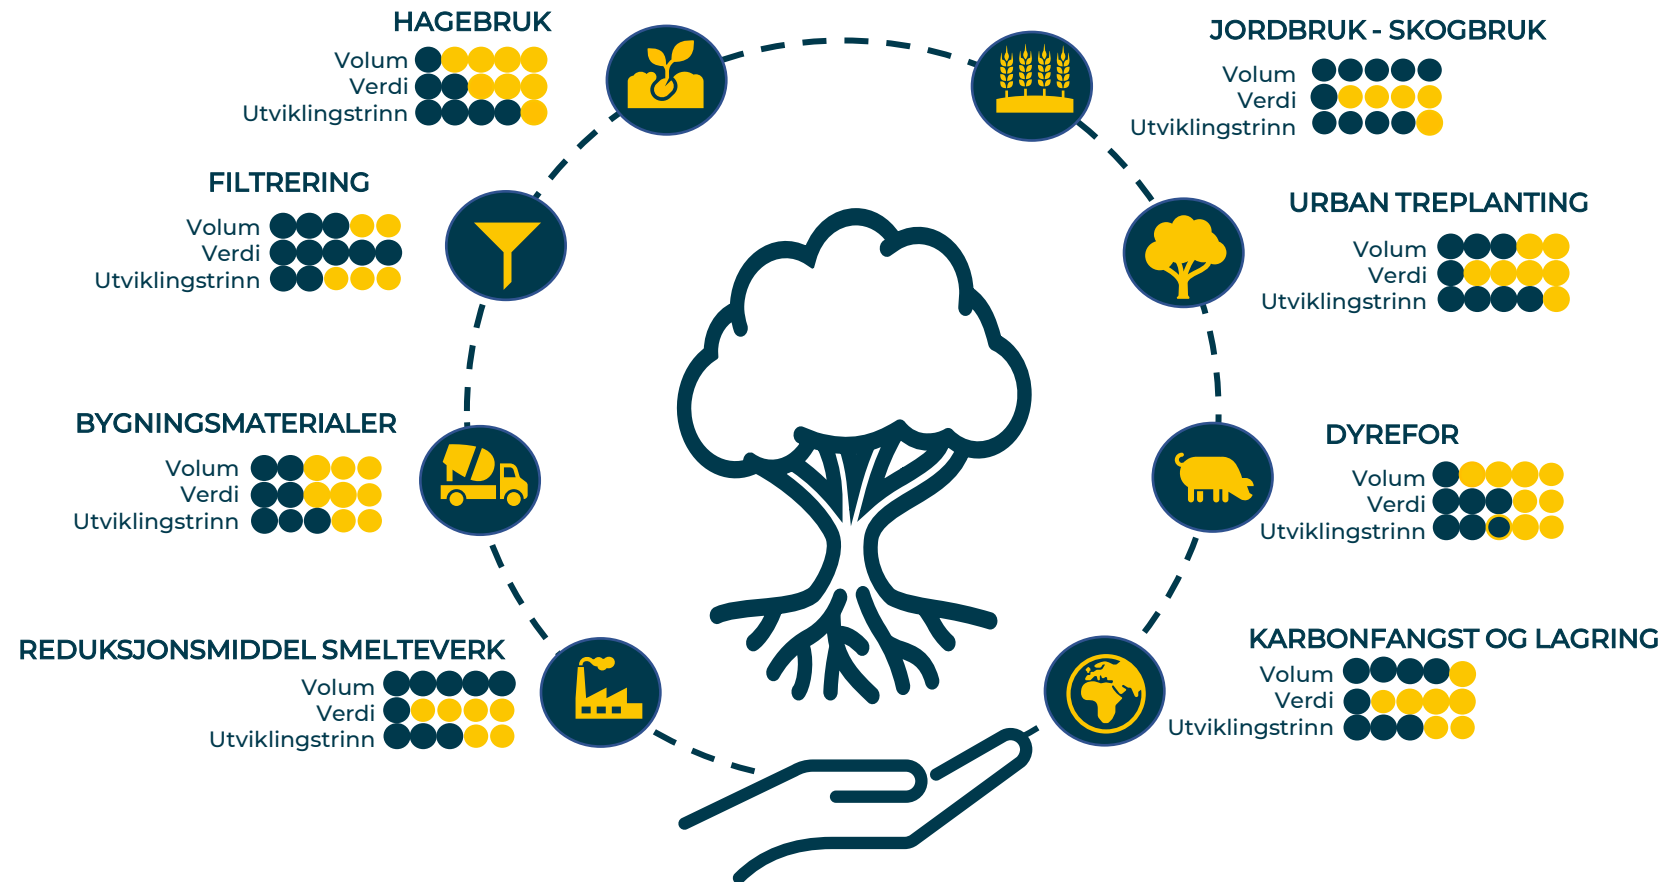 HAGEBRUK
Volum
Verdi
Utviklingstrinn
JORDBRUK - SKOGBRUK
Volum
Verdi
Utviklingstrinn
FILTRERING
Volum
Verdi
Utviklingstrinn
URBAN TREPLANTING
Volum
Verdi
Utviklingstrinn
BYGNINGSMATERIALER
Volum
Verdi
Utviklingstrinn
DYREFOR
Volum
Verdi
Utviklingstrinn
REDUKSJONSMIDDEL SMELTEVERK
Volum
Verdi
Utviklingstrinn
KARBONFANGST OG LAGRING
Volum
Verdi
Utviklingstrinn